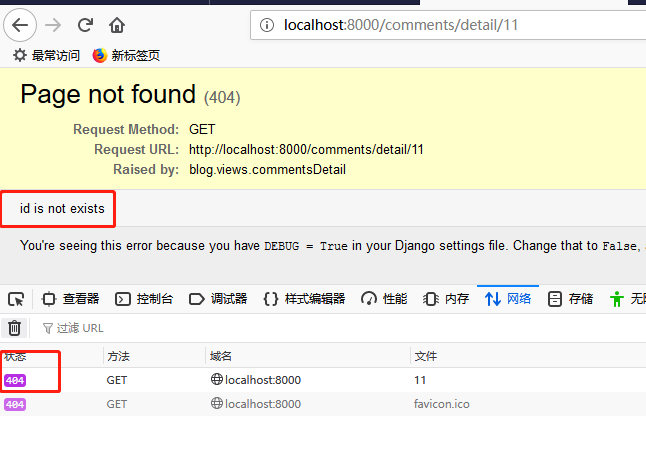 localhost:8000/comments/detail/11
最常访问 新标签页
Page not found (404)
Request Method: GET
Request URL: http://localhost:8000/comments/detail/11
Raised by: blog.views.commentsDetail
id is not exists
You're seeing this error because you have DEBUG = True in your Django settings file. Change that to False,
查看器 控制台 调试器 样式编辑器 性能 内存 网络 存储
过滤 URL
状态 方法 域名 文件
404 GET localhost:8000 11
404 GET localhost:8000 favicon.ico